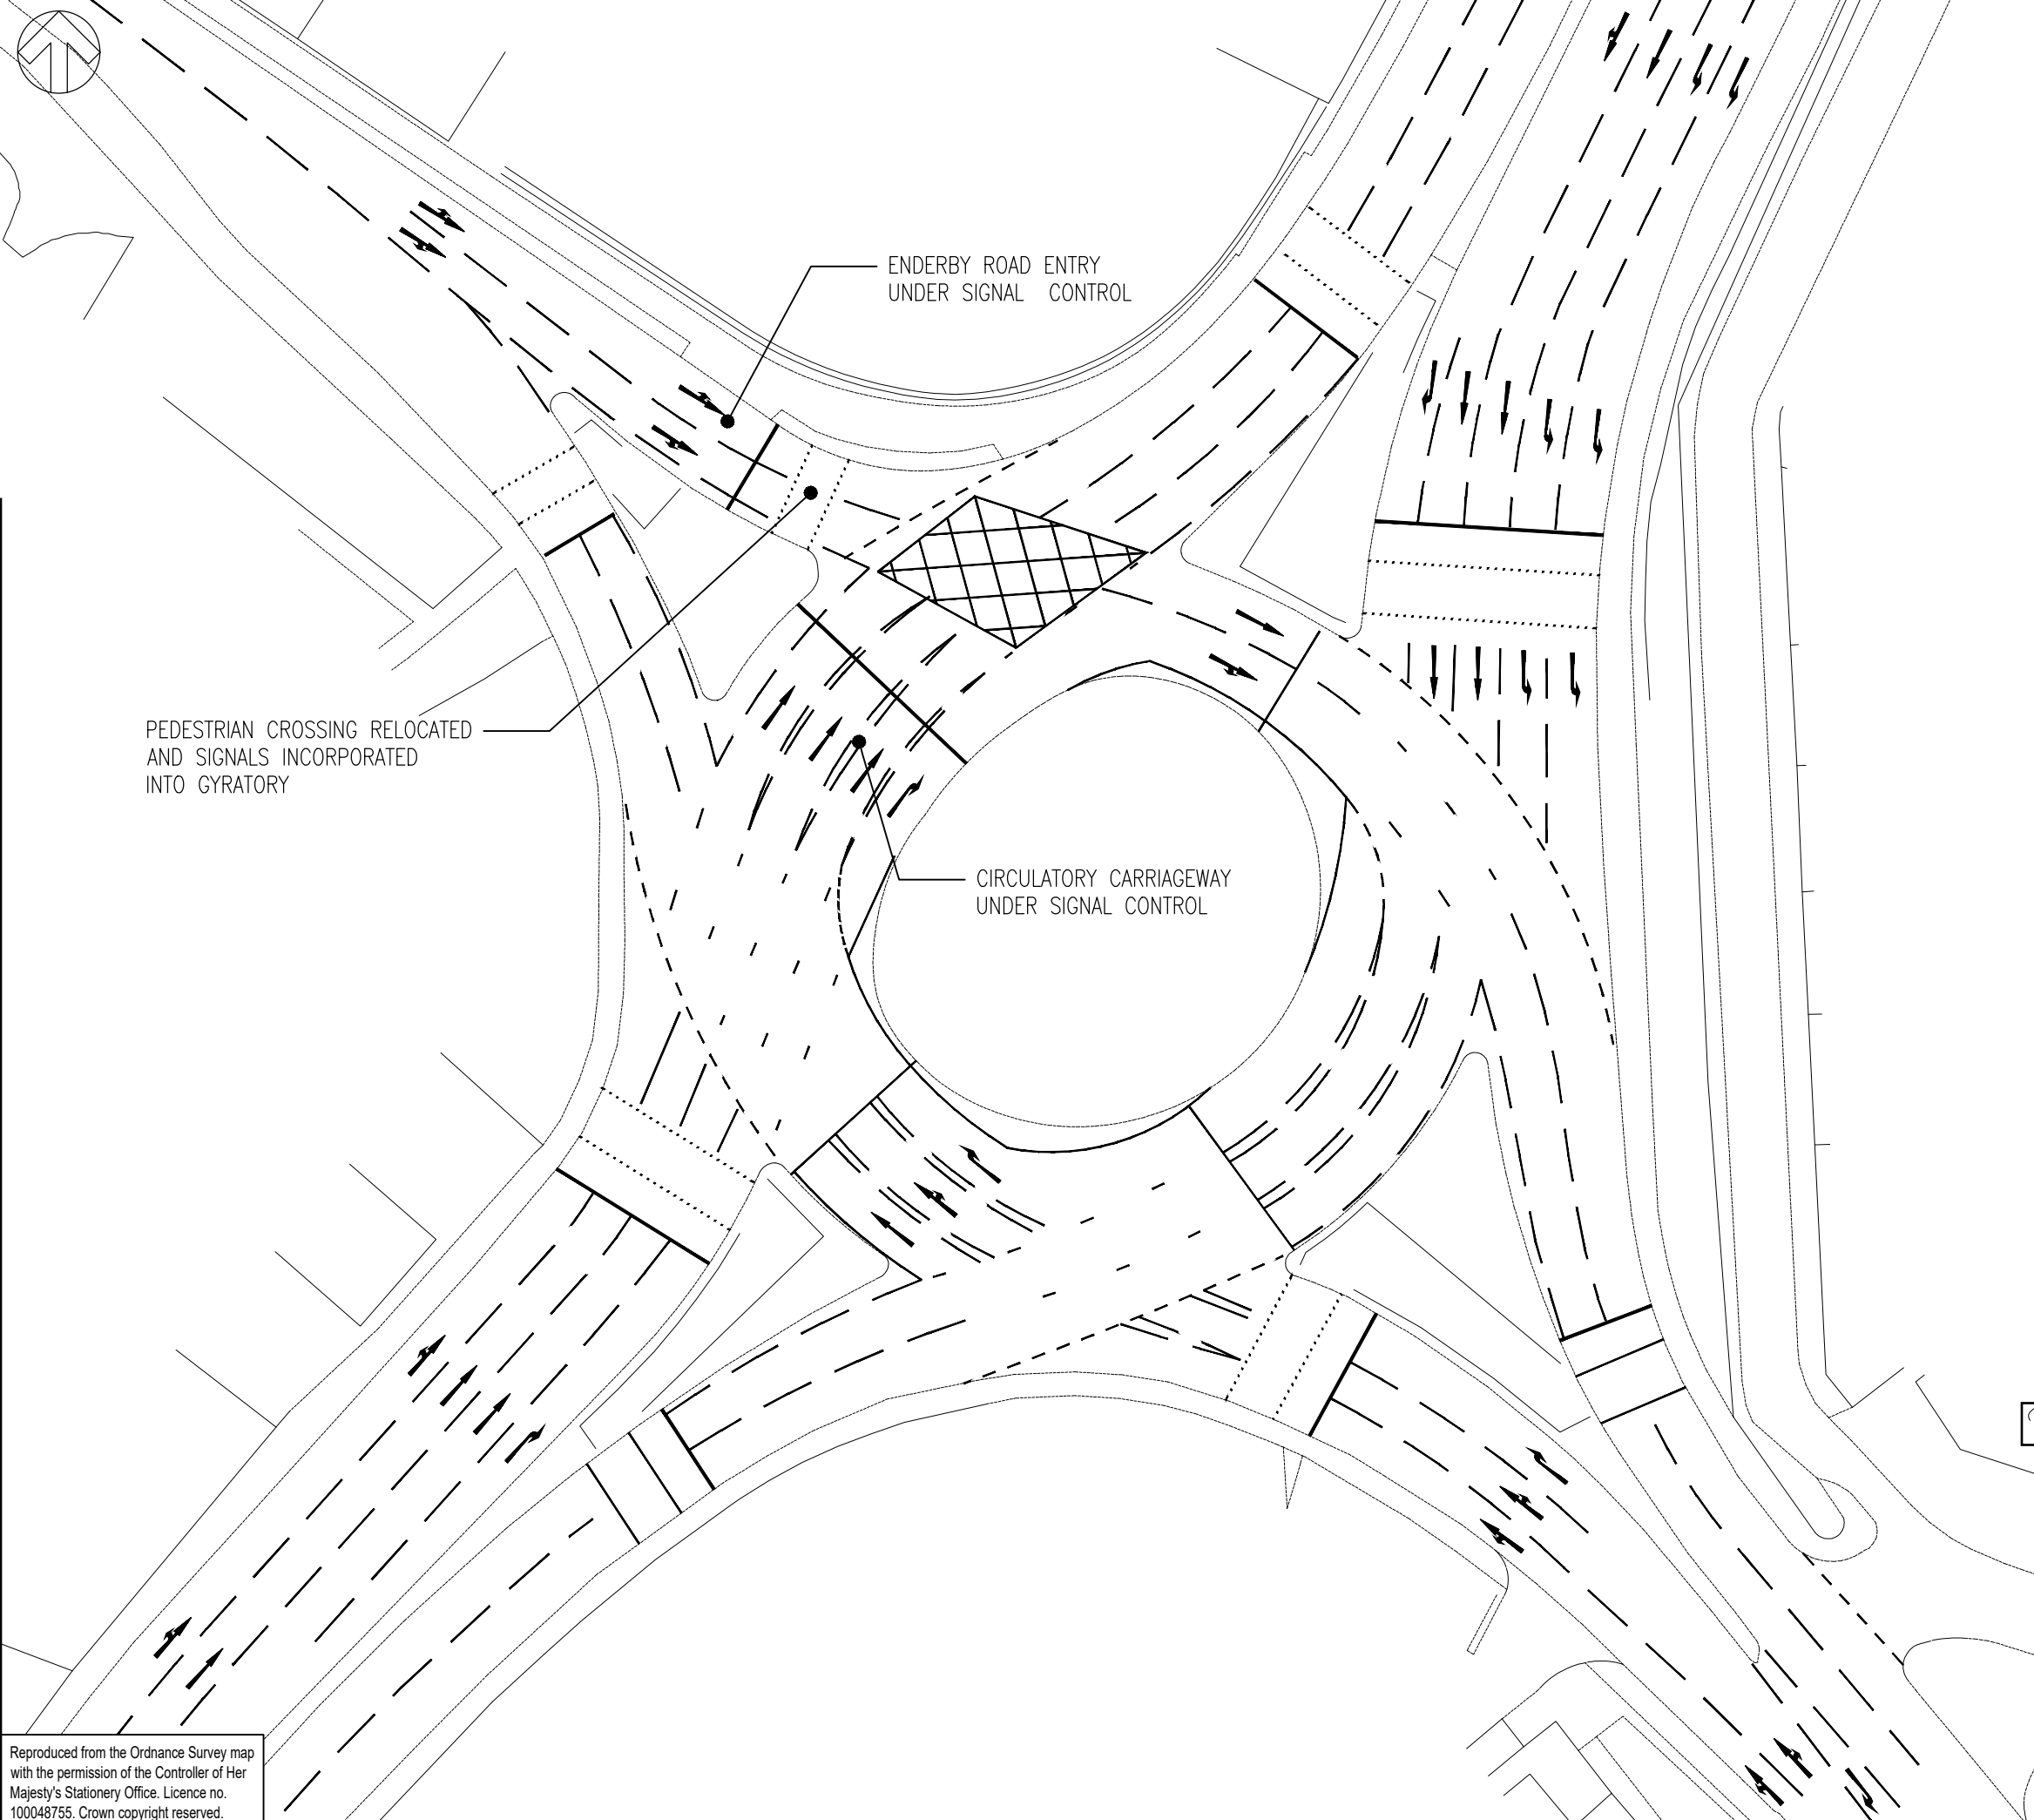 ENDERBY ROAD ENTRY
UNDER SIGNAL CONTROL
PEDESTRIAN CROSSING RELOCATED
AND SIGNALS INCORPORATED
INTO GYRATORY
CIRCULATORY CARRIAGEWAY
UNDER SIGNAL CONTROL
Reproduced from the Ordnance Survey map
with the permission of the Controller of Her
Majesty's Stationery Office. Licence no.
100048755. Crown copyright reserved.